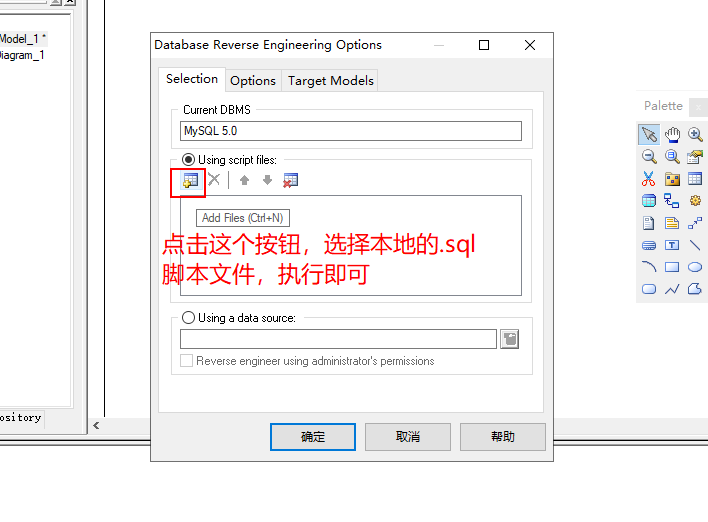 Model_1 *
Diagram_1
Database Reverse Engineering Options
Selection
Options
Target Models
Current DBMS
MySQL 5.0
Using script files:
Add Files (Ctrl+N)
点击这个按钮，选择本地的.sql
脚本文件，执行即可
Using a data source:
Reverse engineer using administrator's permissions
确定
取消
帮助
Palette
ository